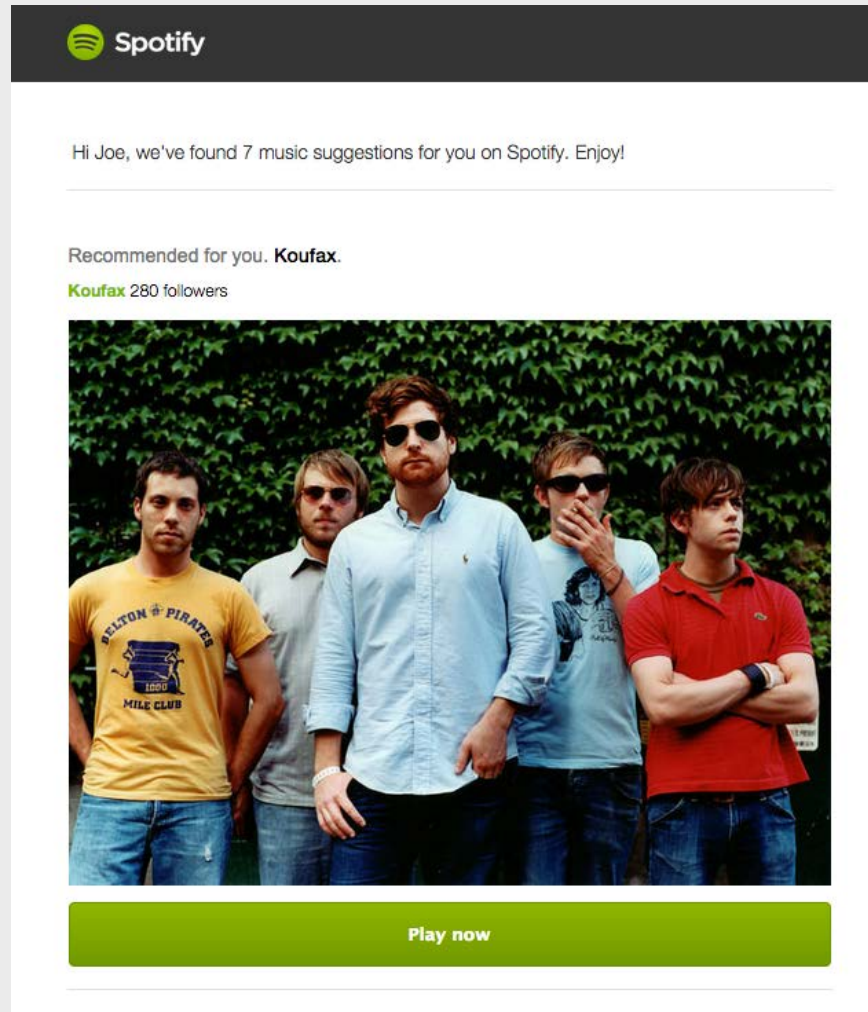 Spotify
Hi Joe, we've found 7 music suggestions for you on Spotify. Enjoy!
Recommended for you. Koufax.
Koufax 280 followers
BELTON PIRATES
1000
MILE CLUB
Play now